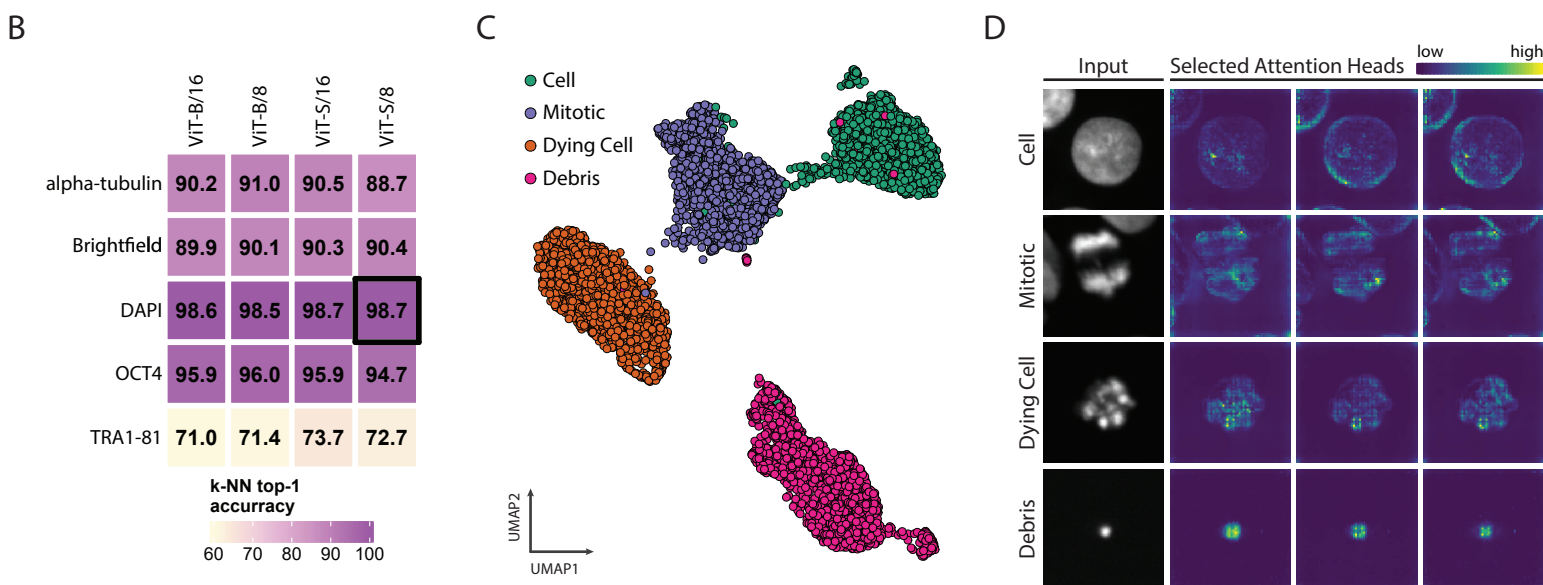 B
ViT-B/16
ViT-B/8
ViT-S/16
ViT-S/8
alpha-tubulin 90.2 91.0 90.5 88.7
Brightfield 89.9 90.1 90.3 90.4
DAPI 98.6 98.5 98.7 98.7
OCT4 95.9 96.0 95.9 94.7
TRA1-81 71.0 71.4 73.7 72.7
k-NN top-1
accurracy
60 70 80 90 100
C
Cell
Mitotic
Dying Cell
Debris
UMAP2
UMAP1
D
low high
Input Selected Attention Heads
Cell
Mitotic
Dying Cell
Debris